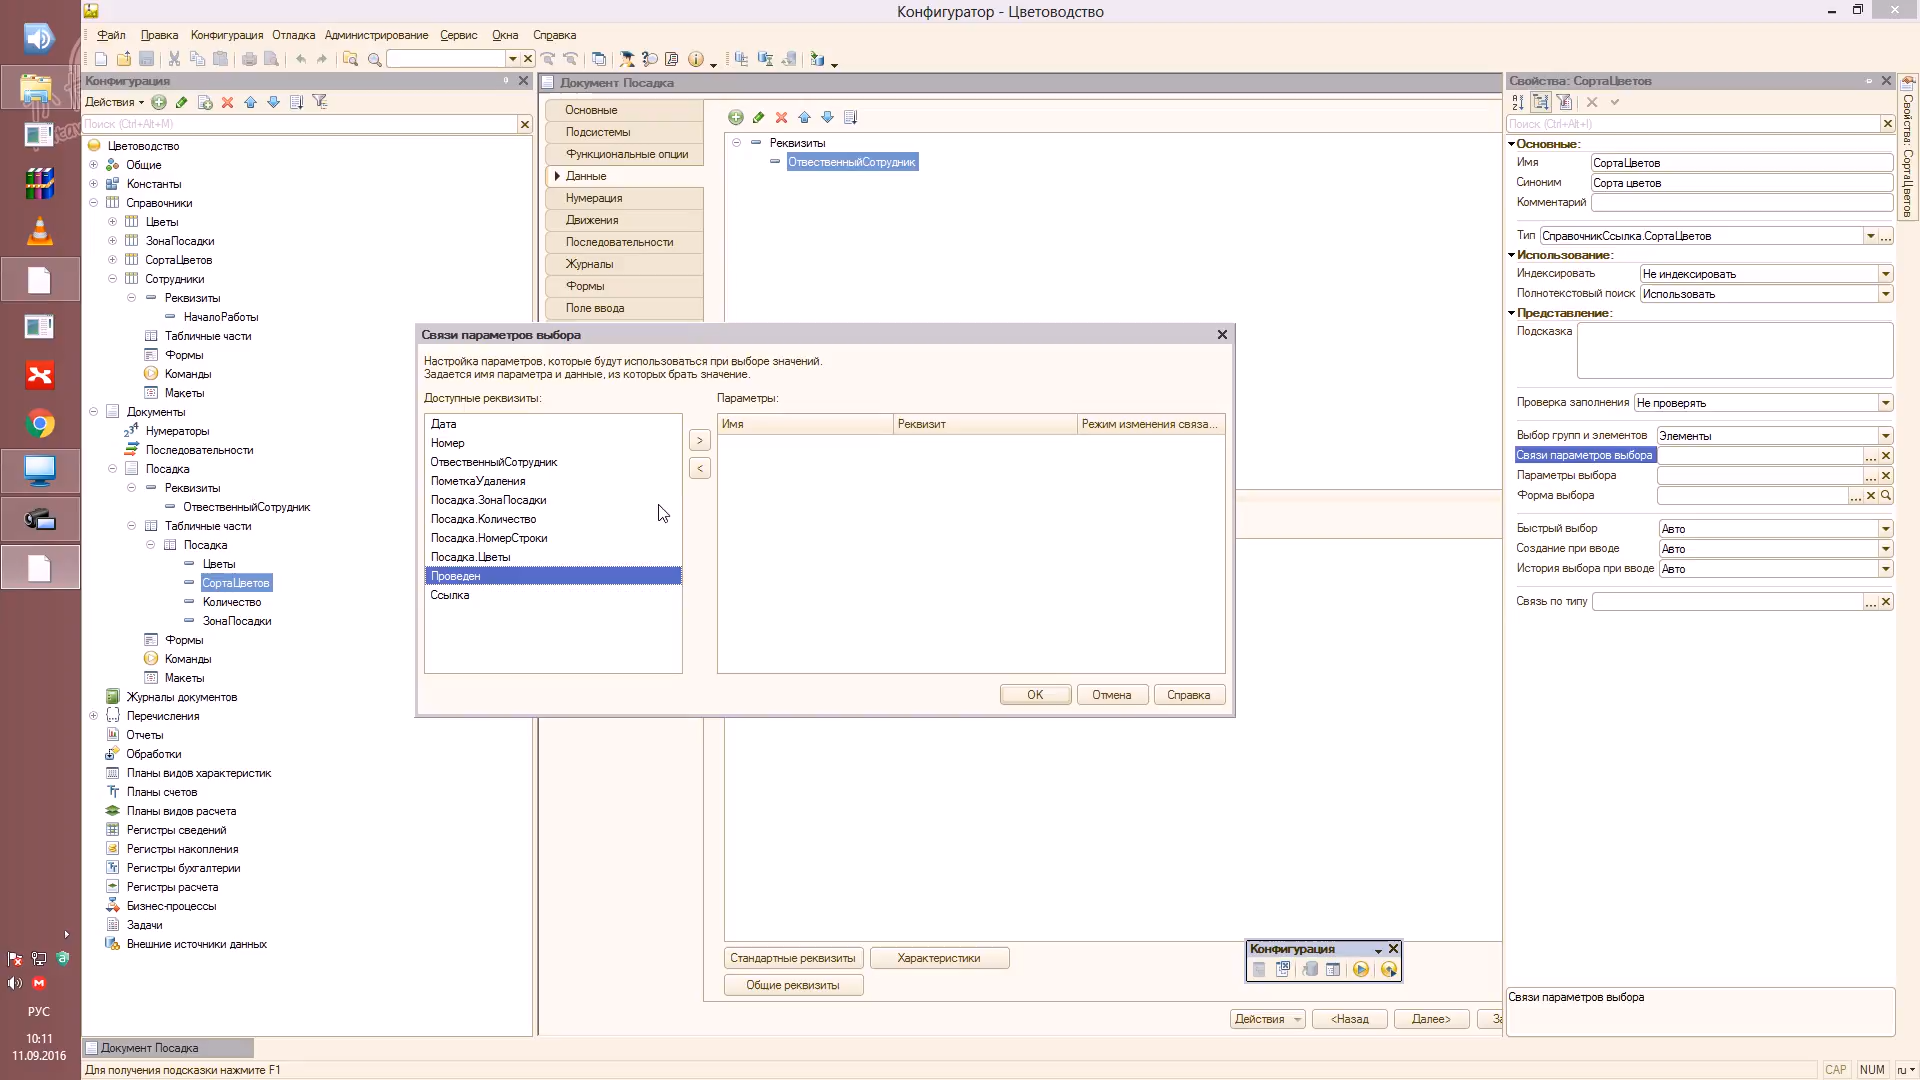 Конфигуратор - Цветоводство
Файл Правка Конфигурация Отладка Администрирование Сервис Окна Справка
Конфигурация
Действия
Поиск (Ctrl+Alt+M)
Цветоводство
Общие
Константы
Справочники
Цветы
ЗонаПосадки
СортаЦветов
Сотрудники
Реквизиты
НачалоРаботы
Табличные части
Формы
Команды
Макеты
Документы
Нумераторы
Последовательности
Посадка
Реквизиты
ОтвественныйСотрудник
Табличные части
Посадка
Цветы
СортаЦветов
Количество
ЗонаПосадки
Формы
Команды
Макеты
Журналы документов
Перечисления
Отчеты
Обработки
Планы видов характеристик
Планы счетов
Планы видов расчета
Регистры сведений
Регистры накопления
Регистры бухгалтерии
Регистры расчета
Бизнес-процессы
Задачи
Внешние источники данных
Документ Посадка
Основные
Подсистемы
Функциональные опции
Данные
Нумерация
Движения
Последовательности
Журналы
Формы
Поле ввода
Реквизиты
ОтвественныйСотрудник
Связи параметров выбора
Настройка параметров, которые будут использоваться при выборе значений.
Задается имя параметра и данные, из которых брать значение.
Доступные реквизиты:
Дата
Номер
ОтвественныйСотрудник
ПометкаУдаления
Посадка.ЗонаПосадки
Посадка.Количество
Посадка.НомерСтроки
Посадка.Цветы
Проведен
Ссылка
>
<
Параметры:
Имя Реквизит Режим изменения связа...
OK Отмена Справка
Стандартные реквизиты Характеристики
Общие реквизиты
Конфигурация
Действия <Назад Далее> За
Свойства: СортаЦветов
Поиск (Ctrl+Alt+I)
Основные:
Имя СортаЦветов
Синоним Сорта цветов
Комментарий
Тип СправочникСсылка.СортаЦветов
Использование:
Индексировать Не индексировать
Полнотекстовый поиск Использовать
Представление:
Подсказка
Проверка заполнения Не проверять
Выбор групп и элементов Элементы
Связи параметров выбора
Параметры выбора
Форма выбора
Быстрый выбор Авто
Создание при вводе Авто
История выбора при вводе Авто
Связь по типу
Связи параметров выбора
Свойства: СортаЦветов
РУС
10:11
11.09.2016
Документ Посадка
Для получения подсказки нажмите F1
CAP NUM ru